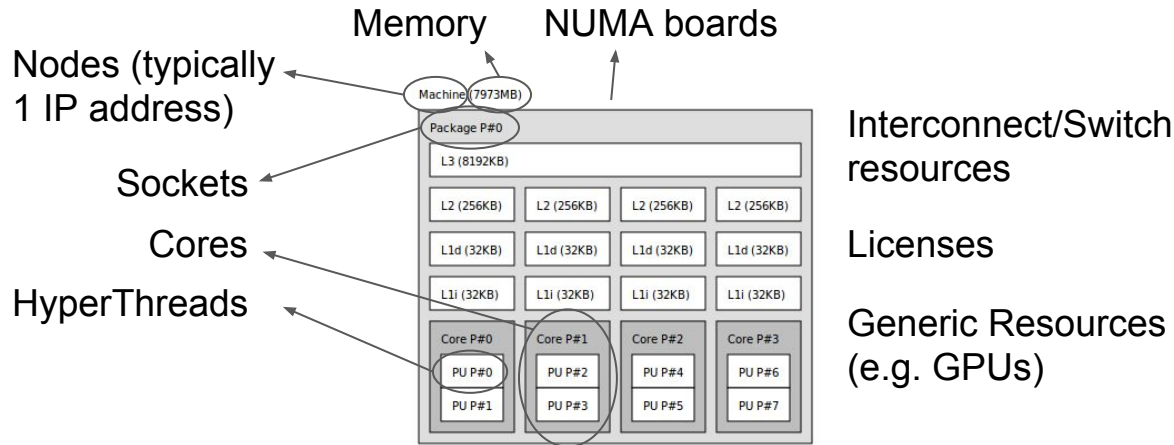 Memory
NUMA boards
Nodes (typically
1 IP address)
Sockets
Cores
HyperThreads
Machine (7973MB)
Package P#0
L3 (8192KB)
L2 (256KB) L2 (256KB) L2 (256KB) L2 (256KB)
L1d (32KB) L1d (32KB) L1d (32KB) L1d (32KB)
L1i (32KB) L1i (32KB) L1i (32KB) L1i (32KB)
Core P#0 Core P#1 Core P#2 Core P#3
PU P#0 PU P#2 PU P#4 PU P#6
PU P#1 PU P#3 PU P#5 PU P#7
Interconnect/Switch
resources
Licenses
Generic Resources
(e.g. GPUs)